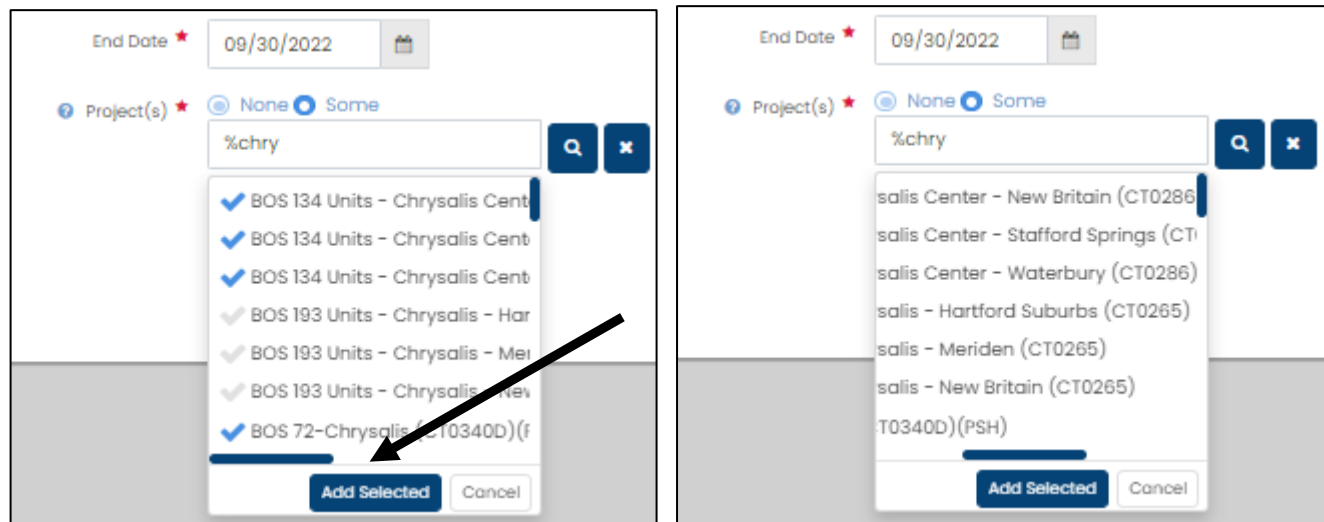 End Date * 09/30/2022
Project(s) * None Some
%chry
BOS 134 Units - Chrysalis Cent
BOS 134 Units - Chrysalis Cent
BOS 134 Units - Chrysalis Cent
BOS 193 Units - Chrysalis - Har
BOS 193 Units - Chrysalis - Mer
BOS 193 Units - Chrysalis - New
BOS 72-Chrysalis (CT0340D)(F
Add Selected Cancel
End Date * 09/30/2022
Project(s) * None Some
%chry
salis Center - New Britain (CT0286
salis Center - Stafford Springs (CT
salis Center - Waterbury (CT0286)
salis - Hartford Suburbs (CT0265)
salis - Meriden (CT0265)
salis - New Britain (CT0265)
T0340D)(PSH)
Add Selected Cancel